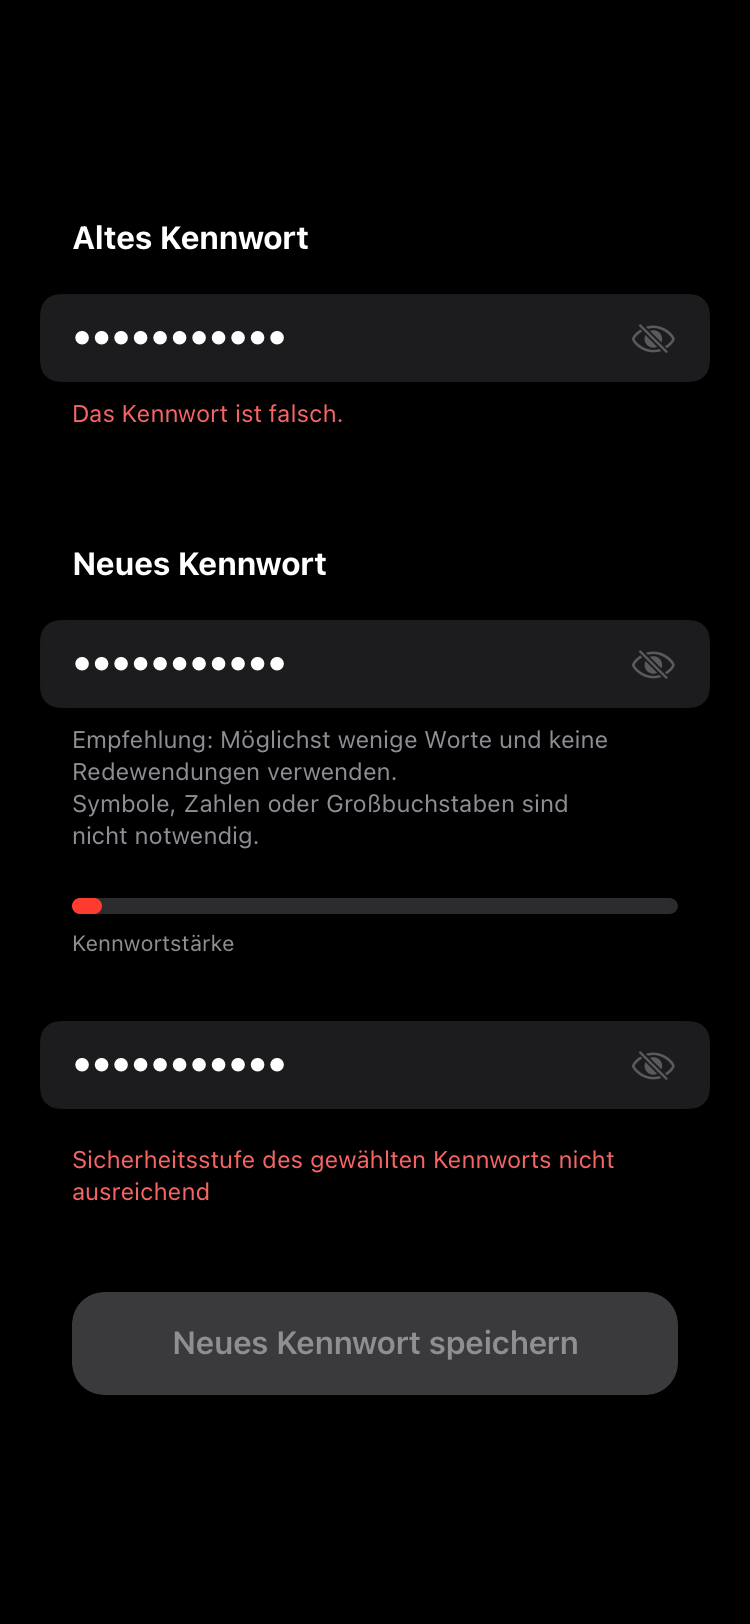 Altes Kennwort
•••••••••••
Das Kennwort ist falsch.
Neues Kennwort
•••••••••••
Empfehlung: Möglichst wenige Worte und keine
Redewendungen verwenden.
Symbole, Zahlen oder Großbuchstaben sind
nicht notwendig.
Kennwortstärke
•••••••••••
Sicherheitsstufe des gewählten Kennworts nicht
ausreichend
Neues Kennwort speichern